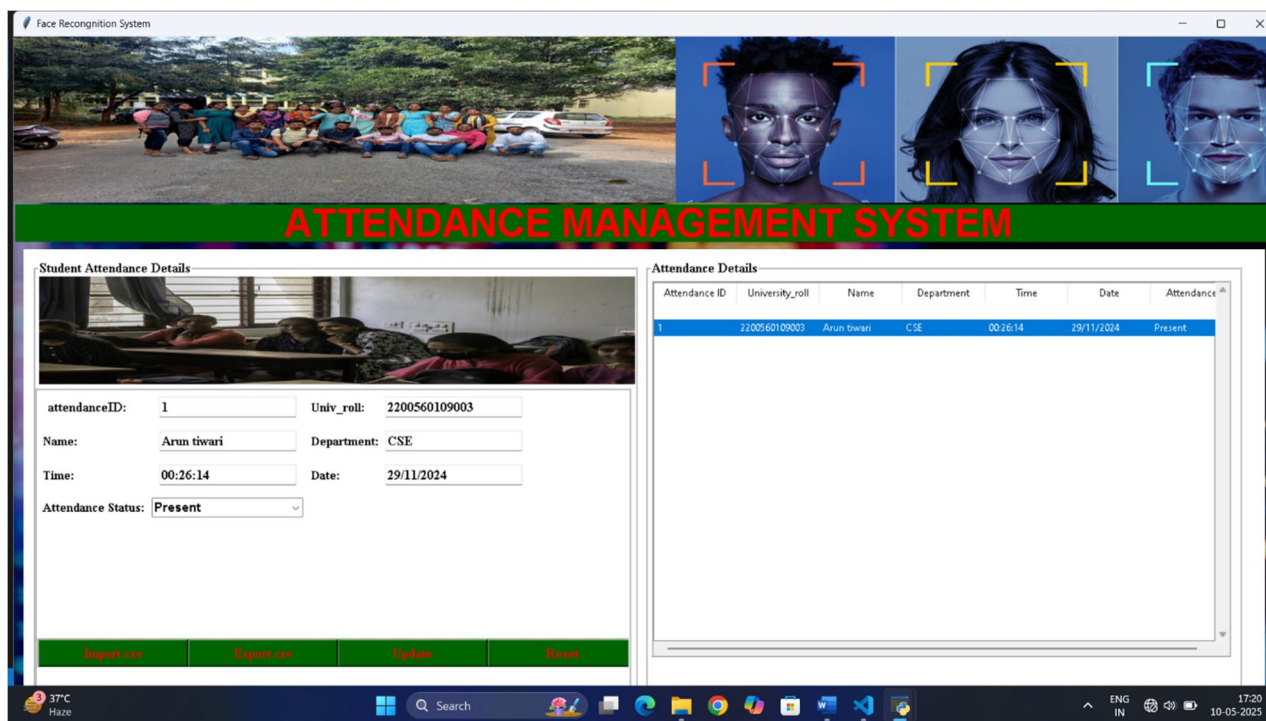 Face Recongnition System
ATTENDANCE MANAGEMENT SYSTEM
Student Attendance Details
attendanceID: 1 Univ_roll: 2200560109003
Name: Arun tiwari Department: CSE
Time: 00:26:14 Date: 29/11/2024
Attendance Status: Present
Import csv Export csv Update Reset
Attendance Details
Attendance ID University_roll Name Department Time Date Attendance
1 2200560109003 Arun tiwari CSE 00:26:14 29/11/2024 Present
3 37°C
Haze
Search
ENG
IN
17:20
10-05-2025